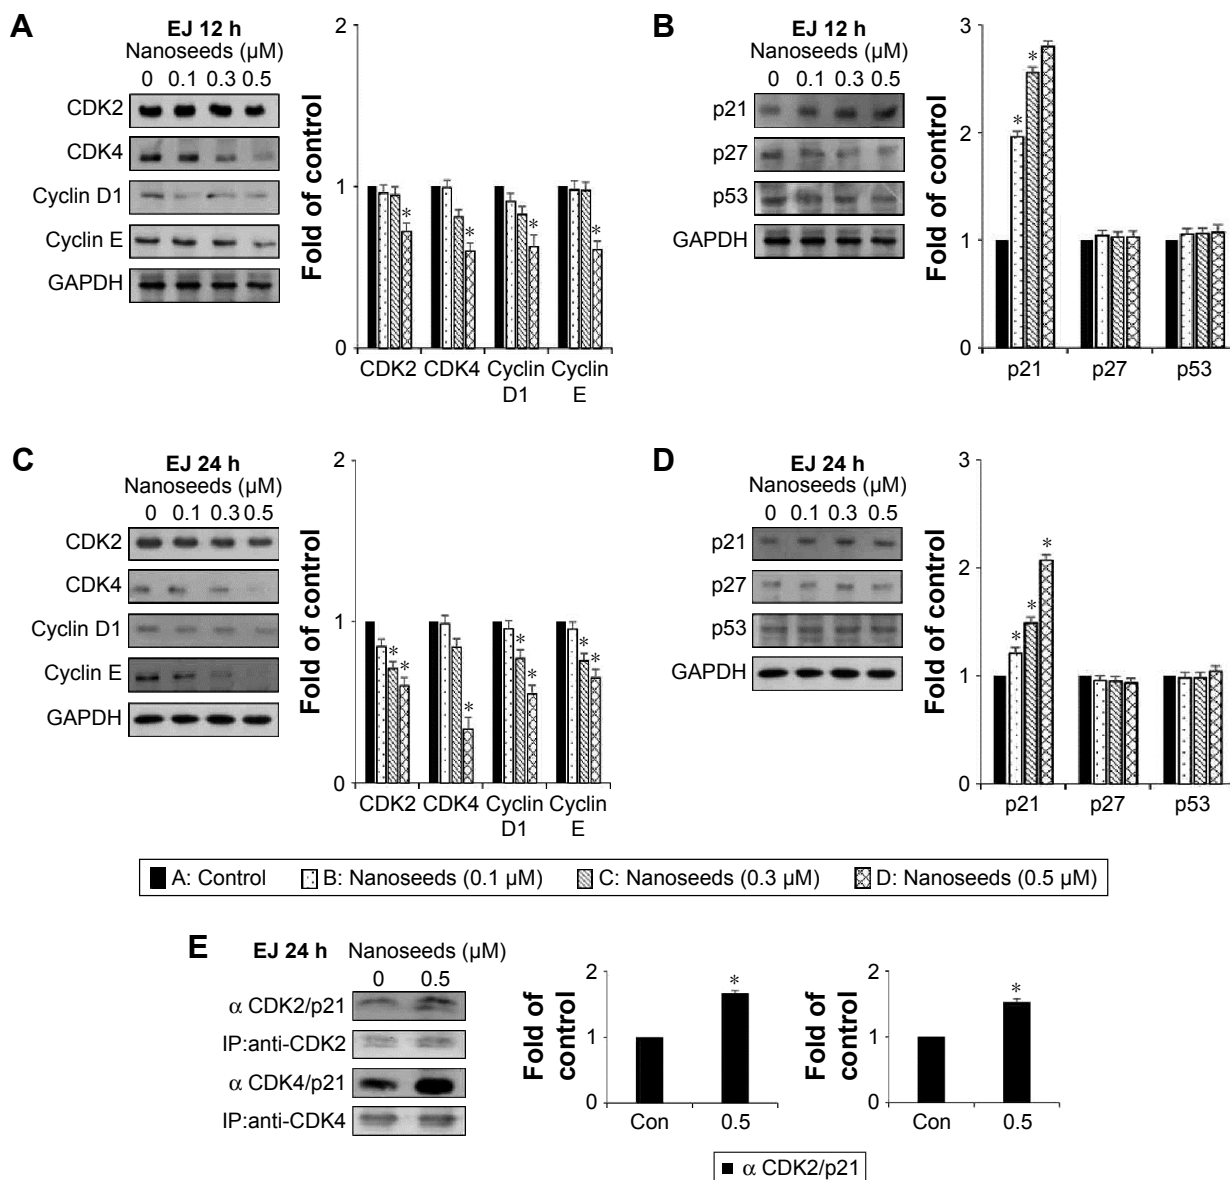 A
EJ 12 h
Nanoseeds (μM)
0 0.1 0.3 0.5
CDK2
CDK4
Cyclin D1
Cyclin E
GAPDH
Fold of control
2
1
0
* * * *
CDK2 CDK4 Cyclin Cyclin
D1 E
B
EJ 12 h
Nanoseeds (μM)
0 0.1 0.3 0.5
p21
p27
p53
GAPDH
Fold of control
3
2
1
0
* *
p21 p27 p53
C
EJ 24 h
Nanoseeds (μM)
0 0.1 0.3 0.5
CDK2
CDK4
Cyclin D1
Cyclin E
GAPDH
Fold of control
2
1
0
* * * * * * *
CDK2 CDK4 Cyclin Cyclin
D1 E
D
EJ 24 h
Nanoseeds (μM)
0 0.1 0.3 0.5
p21
p27
p53
GAPDH
Fold of control
3
2
1
0
* * *
p21 p27 p53
A: Control B: Nanoseeds (0.1 μM) C: Nanoseeds (0.3 μM) D: Nanoseeds (0.5 μM)
E
EJ 24 h Nanoseeds (μM)
0 0.5
α CDK2/p21
IP:anti-CDK2
α CDK4/p21
IP:anti-CDK4
Fold of
control
2
1
0
*
Con 0.5
Fold of
control
2
1
0
*
Con 0.5
α CDK2/p21